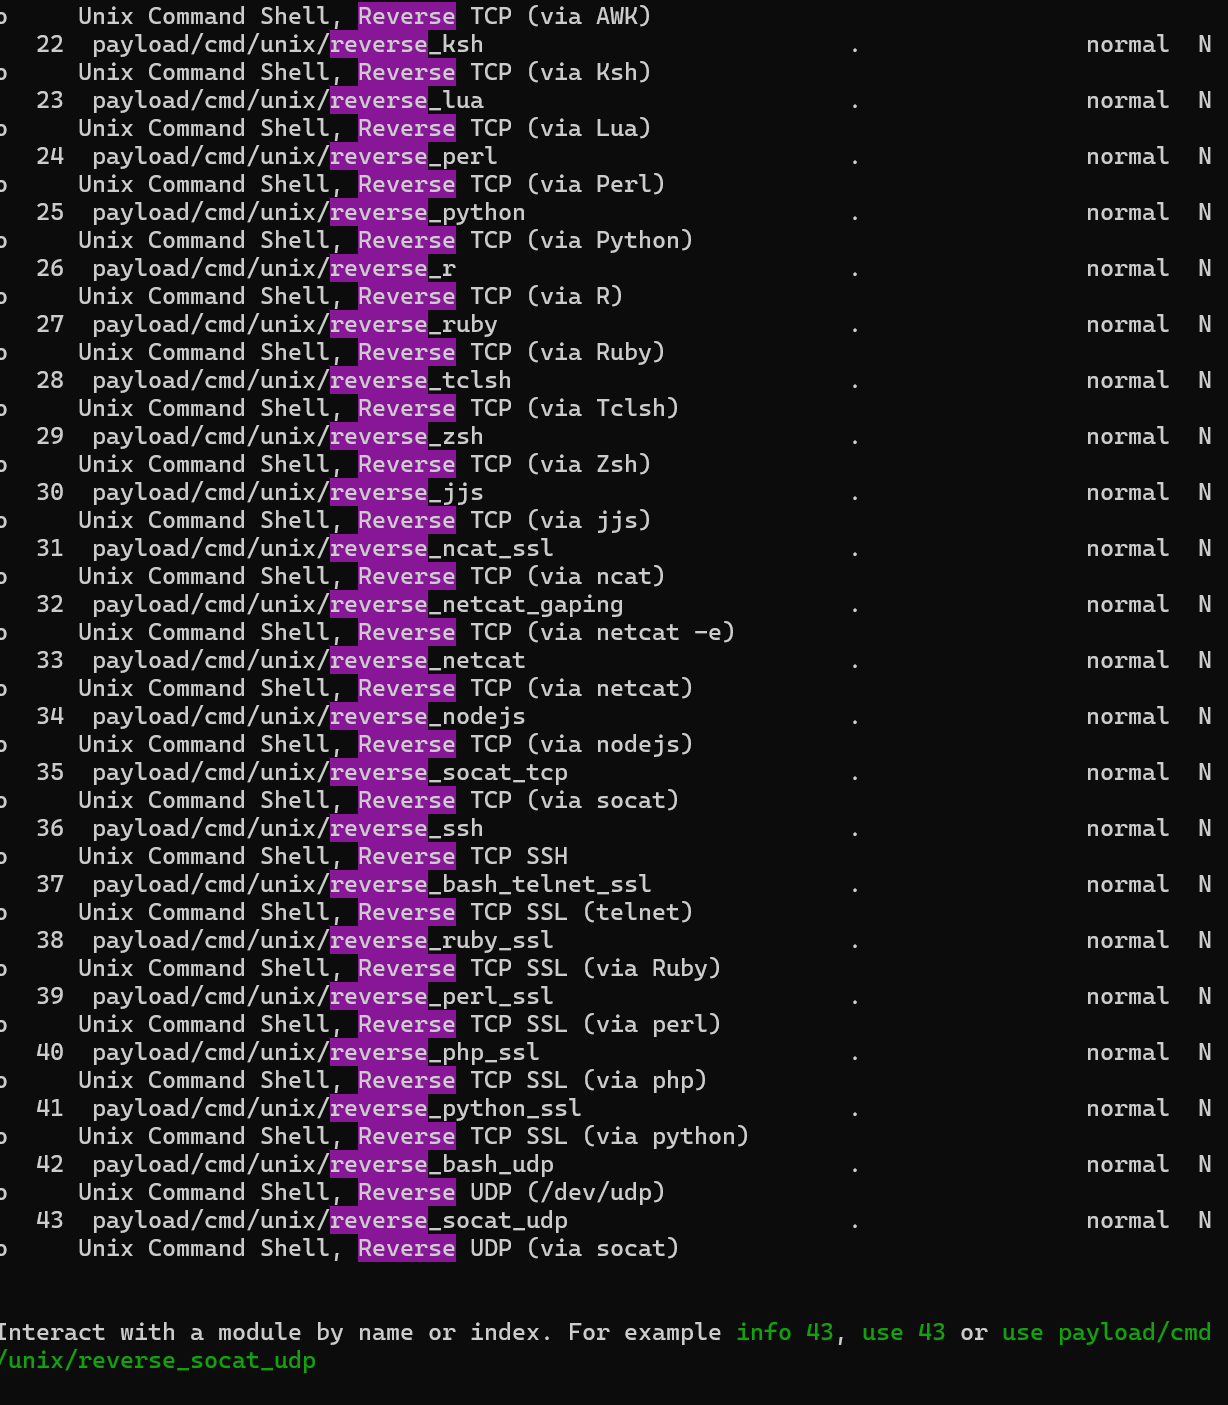 o      Unix Command Shell, Reverse TCP (via AWK)
22  payload/cmd/unix/reverse_ksh                           .                normal  N
o      Unix Command Shell, Reverse TCP (via Ksh)
23  payload/cmd/unix/reverse_lua                           .                normal  N
o      Unix Command Shell, Reverse TCP (via Lua)
24  payload/cmd/unix/reverse_perl                          .                normal  N
o      Unix Command Shell, Reverse TCP (via Perl)
25  payload/cmd/unix/reverse_python                        .                normal  N
o      Unix Command Shell, Reverse TCP (via Python)
26  payload/cmd/unix/reverse_r                             .                normal  N
o      Unix Command Shell, Reverse TCP (via R)
27  payload/cmd/unix/reverse_ruby                          .                normal  N
o      Unix Command Shell, Reverse TCP (via Ruby)
28  payload/cmd/unix/reverse_tclsh                         .                normal  N
o      Unix Command Shell, Reverse TCP (via Tclsh)
29  payload/cmd/unix/reverse_zsh                           .                normal  N
o      Unix Command Shell, Reverse TCP (via Zsh)
30  payload/cmd/unix/reverse_jjs                           .                normal  N
o      Unix Command Shell, Reverse TCP (via jjs)
31  payload/cmd/unix/reverse_ncat_ssl                      .                normal  N
o      Unix Command Shell, Reverse TCP (via ncat)
32  payload/cmd/unix/reverse_netcat_gaping                 .                normal  N
o      Unix Command Shell, Reverse TCP (via netcat -e)
33  payload/cmd/unix/reverse_netcat                        .                normal  N
o      Unix Command Shell, Reverse TCP (via netcat)
34  payload/cmd/unix/reverse_nodejs                        .                normal  N
o      Unix Command Shell, Reverse TCP (via nodejs)
35  payload/cmd/unix/reverse_socat_tcp                     .                normal  N
o      Unix Command Shell, Reverse TCP (via socat)
36  payload/cmd/unix/reverse_ssh                           .                normal  N
o      Unix Command Shell, Reverse TCP SSH
37  payload/cmd/unix/reverse_bash_telnet_ssl               .                normal  N
o      Unix Command Shell, Reverse TCP SSL (telnet)
38  payload/cmd/unix/reverse_ruby_ssl                      .                normal  N
o      Unix Command Shell, Reverse TCP SSL (via Ruby)
39  payload/cmd/unix/reverse_perl_ssl                      .                normal  N
o      Unix Command Shell, Reverse TCP SSL (via perl)
40  payload/cmd/unix/reverse_php_ssl                       .                normal  N
o      Unix Command Shell, Reverse TCP SSL (via php)
41  payload/cmd/unix/reverse_python_ssl                    .                normal  N
o      Unix Command Shell, Reverse TCP SSL (via python)
42  payload/cmd/unix/reverse_bash_udp                      .                normal  N
o      Unix Command Shell, Reverse UDP (/dev/udp)
43  payload/cmd/unix/reverse_socat_udp                     .                normal  N
o      Unix Command Shell, Reverse UDP (via socat)
Interact with a module by name or index. For example info 43, use 43 or use payload/cmd
/unix/reverse_socat_udp